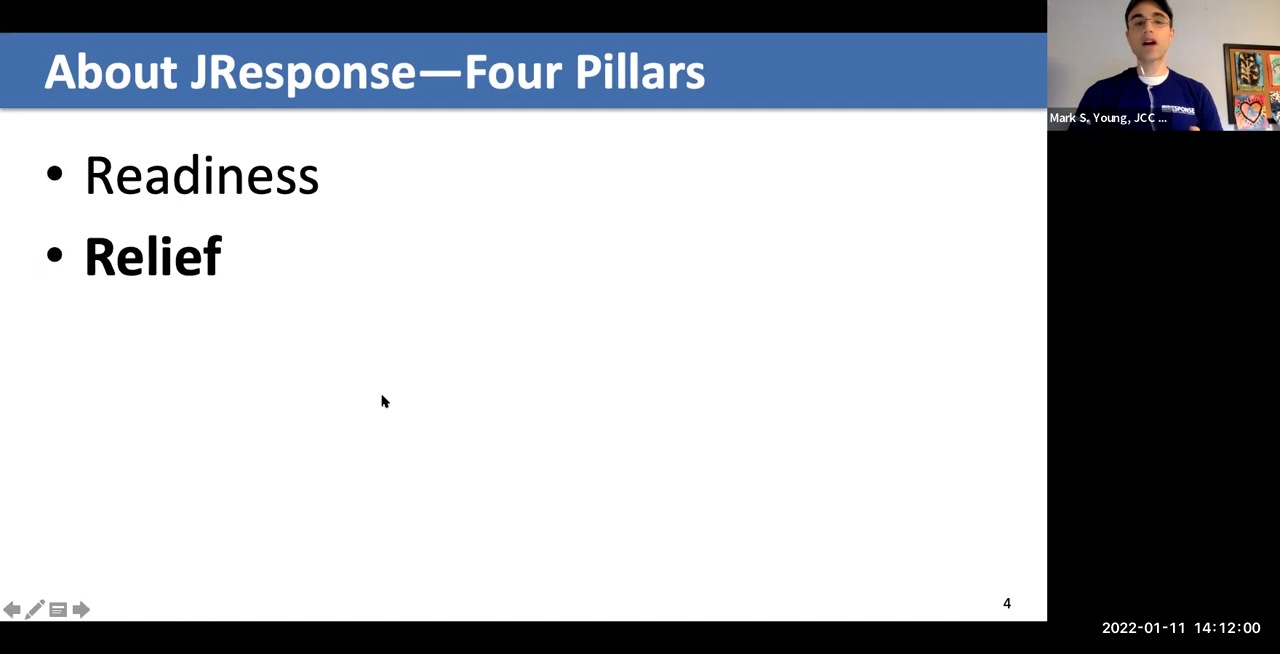 About JResponse—Four Pillars
• Readiness
• Relief
Mark S. Young, JCC ...
4
2022-01-11 14:12:00